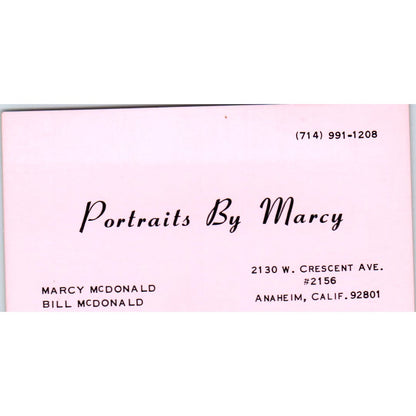 (714) 991-1208
Portraits By Marcy
2130 W. CRESCENT AVE.
#2156
ANAHEIM, CALIF. 92801
MARCY McDONALD
BILL McDONALD